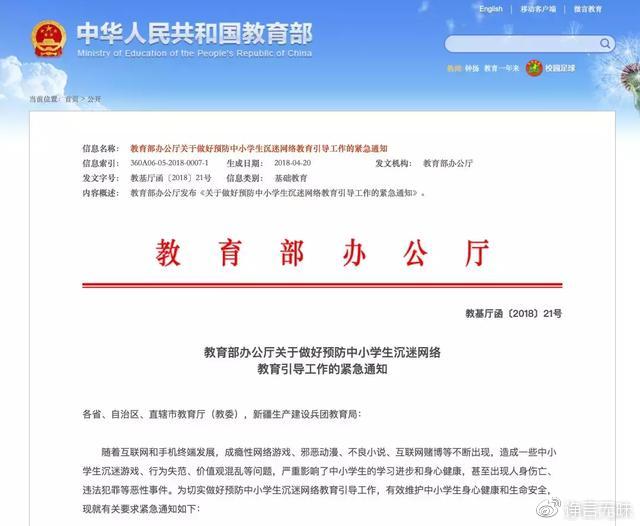 English | 移动客户端 | 微言教育
中华人民共和国教育部
Ministry of Education of the People's Republic of China
热词: 钟扬 教育一年来 校园足球
当前位置: 首页 > 公开
信息名称: 教育部办公厅关于做好预防中小学生沉迷网络教育引导工作的紧急通知
信息索引: 360A06-05-2018-0007-1 生成日期: 2018-04-20 发文机构: 教育部办公厅
发文字号: 教基厅函〔2018〕21号 信息类别: 基础教育
内容概述: 教育部办公厅发布《关于做好预防中小学生沉迷网络教育引导工作的紧急通知》。
教育部办公厅
教基厅函〔2018〕21号
教育部办公厅关于做好预防中小学生沉迷网络
教育引导工作的紧急通知
各省、自治区、直辖市教育厅（教委），新疆生产建设兵团教育局：
随着互联网和手机终端发展，成瘾性网络游戏、邪恶动漫、不良小说、互联网赌博等不断出现，造成一些中小
学生沉迷游戏、行为失范、价值观混乱等问题，严重影响了中小学生的学习进步和身心健康，甚至出现人身伤亡、
违法犯罪等恶性事件。为切实做好预防中小学生沉迷网络教育引导工作，有效维护中小学生身心健康和生命安全，
现就有关要求紧急通知如下：